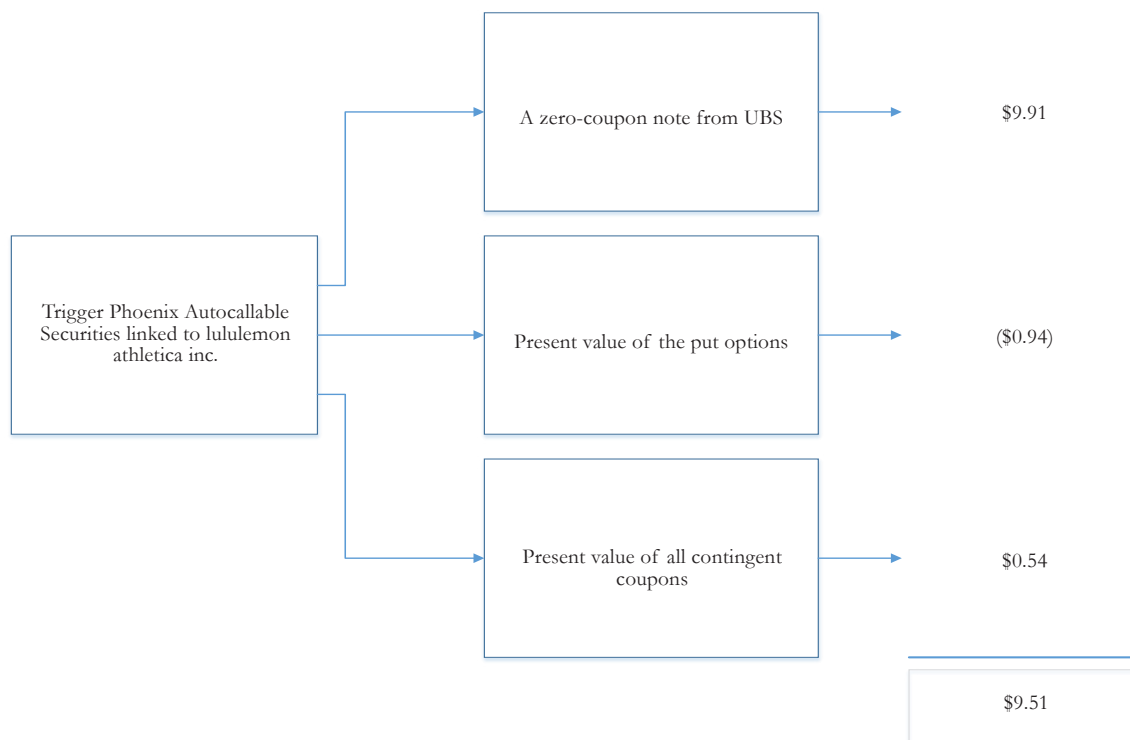 A zero-coupon note from UBS
$9.91
Trigger Phoenix Autocallable
Securities linked to lululemon
athletica inc.
Present value of the put options
($0.94)
Present value of all contingent
coupons
$0.54
$9.51